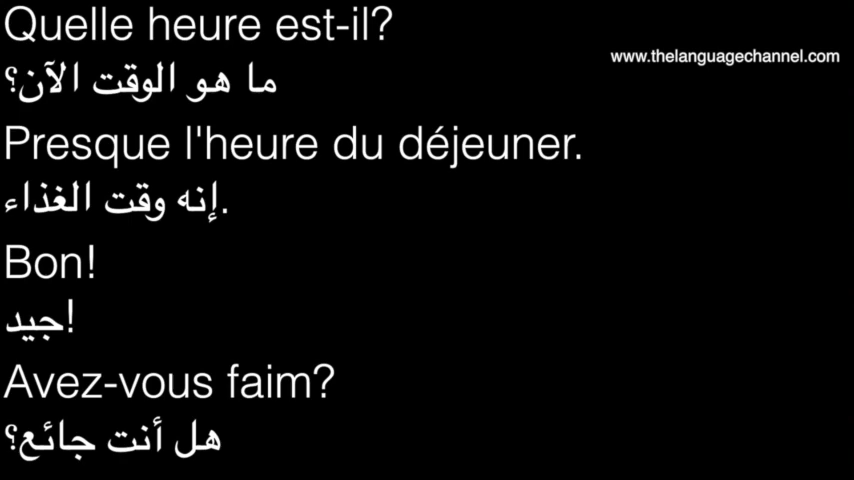 Quelle heure est-il?
www.thelanguagechannel.com
ما هو الوقت الآن؟
Presque l'heure du déjeuner.
إنه وقت الغذاء.
Bon!
جيد!
Avez-vous faim?
هل أنت جائع؟